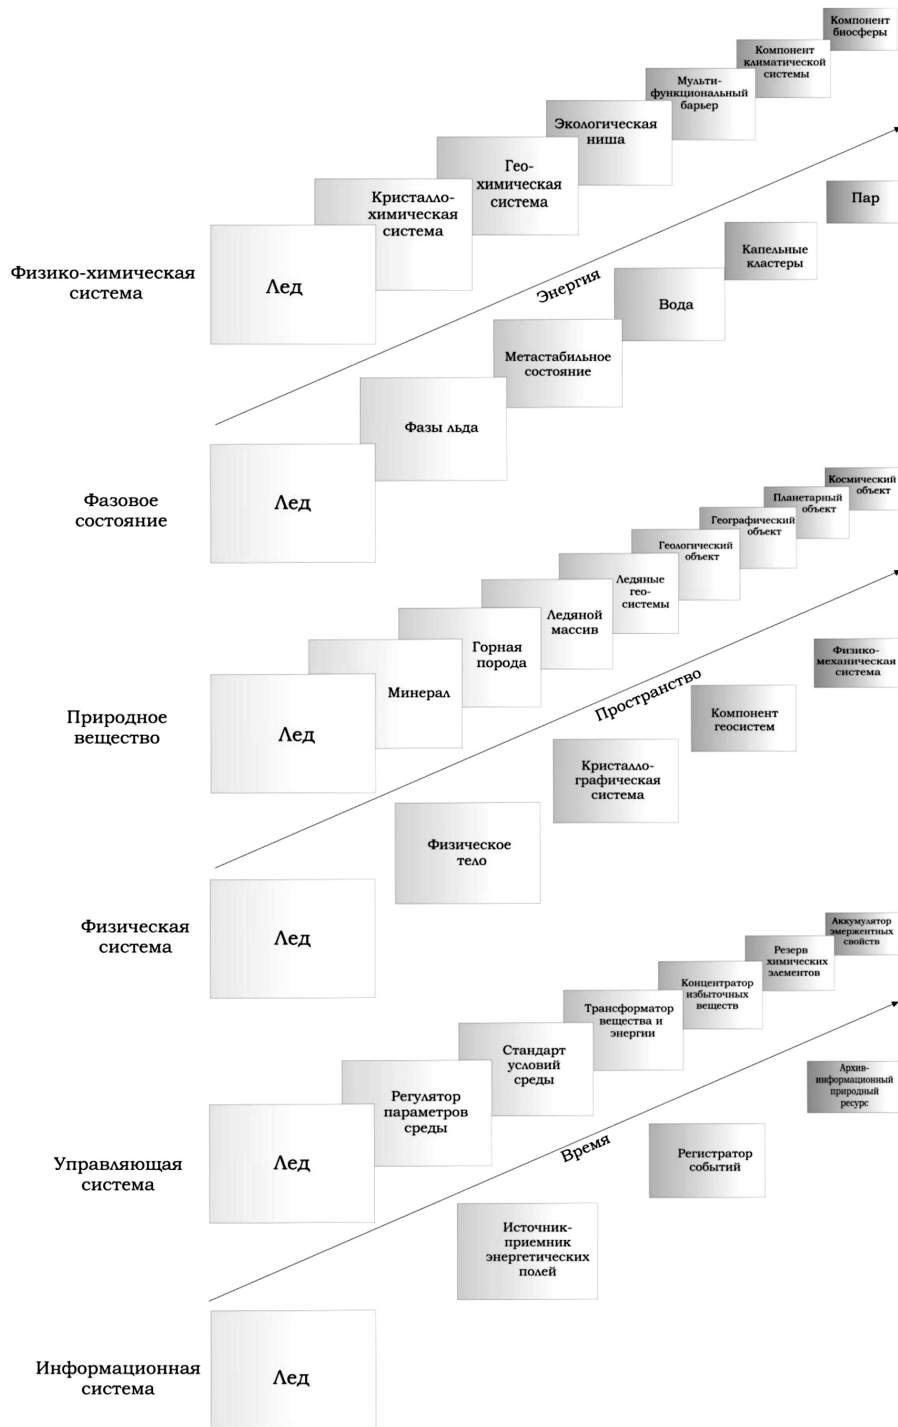 Физико-химическая
система
Лед
Кристалло-
химическая
система
Гео-
химическая
система
Экологическая
ниша
Мульти-
функциональный
барьер
Компонент
климатической
системы
Компонент
биосферы
Энергия
Фазовое
состояние
Лед
Фазы льда
Метастабильное
состояние
Вода
Капельные
кластеры
Пар
Природное
вещество
Лед
Минерал
Горная
порода
Ледяной
массив
Ледяные
гео-
системы
Геологический
объект
Географический
объект
Планетарный
объект
Космический
объект
Пространство
Физическая
система
Лед
Физическое
тело
Кристалло-
графическая
система
Компонент
геосистем
Физико-
механическая
система
Управляющая
система
Лед
Регулятор
параметров
среды
Стандарт
условий
среды
Трансформатор
вещества и
энергии
Концентратор
избыточных
веществ
Резерв
химических
элементов
Аккумулятор
эмержентных
свойств
Время
Информационная
система
Лед
Источник-
приемник
энергетических
полей
Регистратор
событий
Архив-
информационный
природный
ресурс